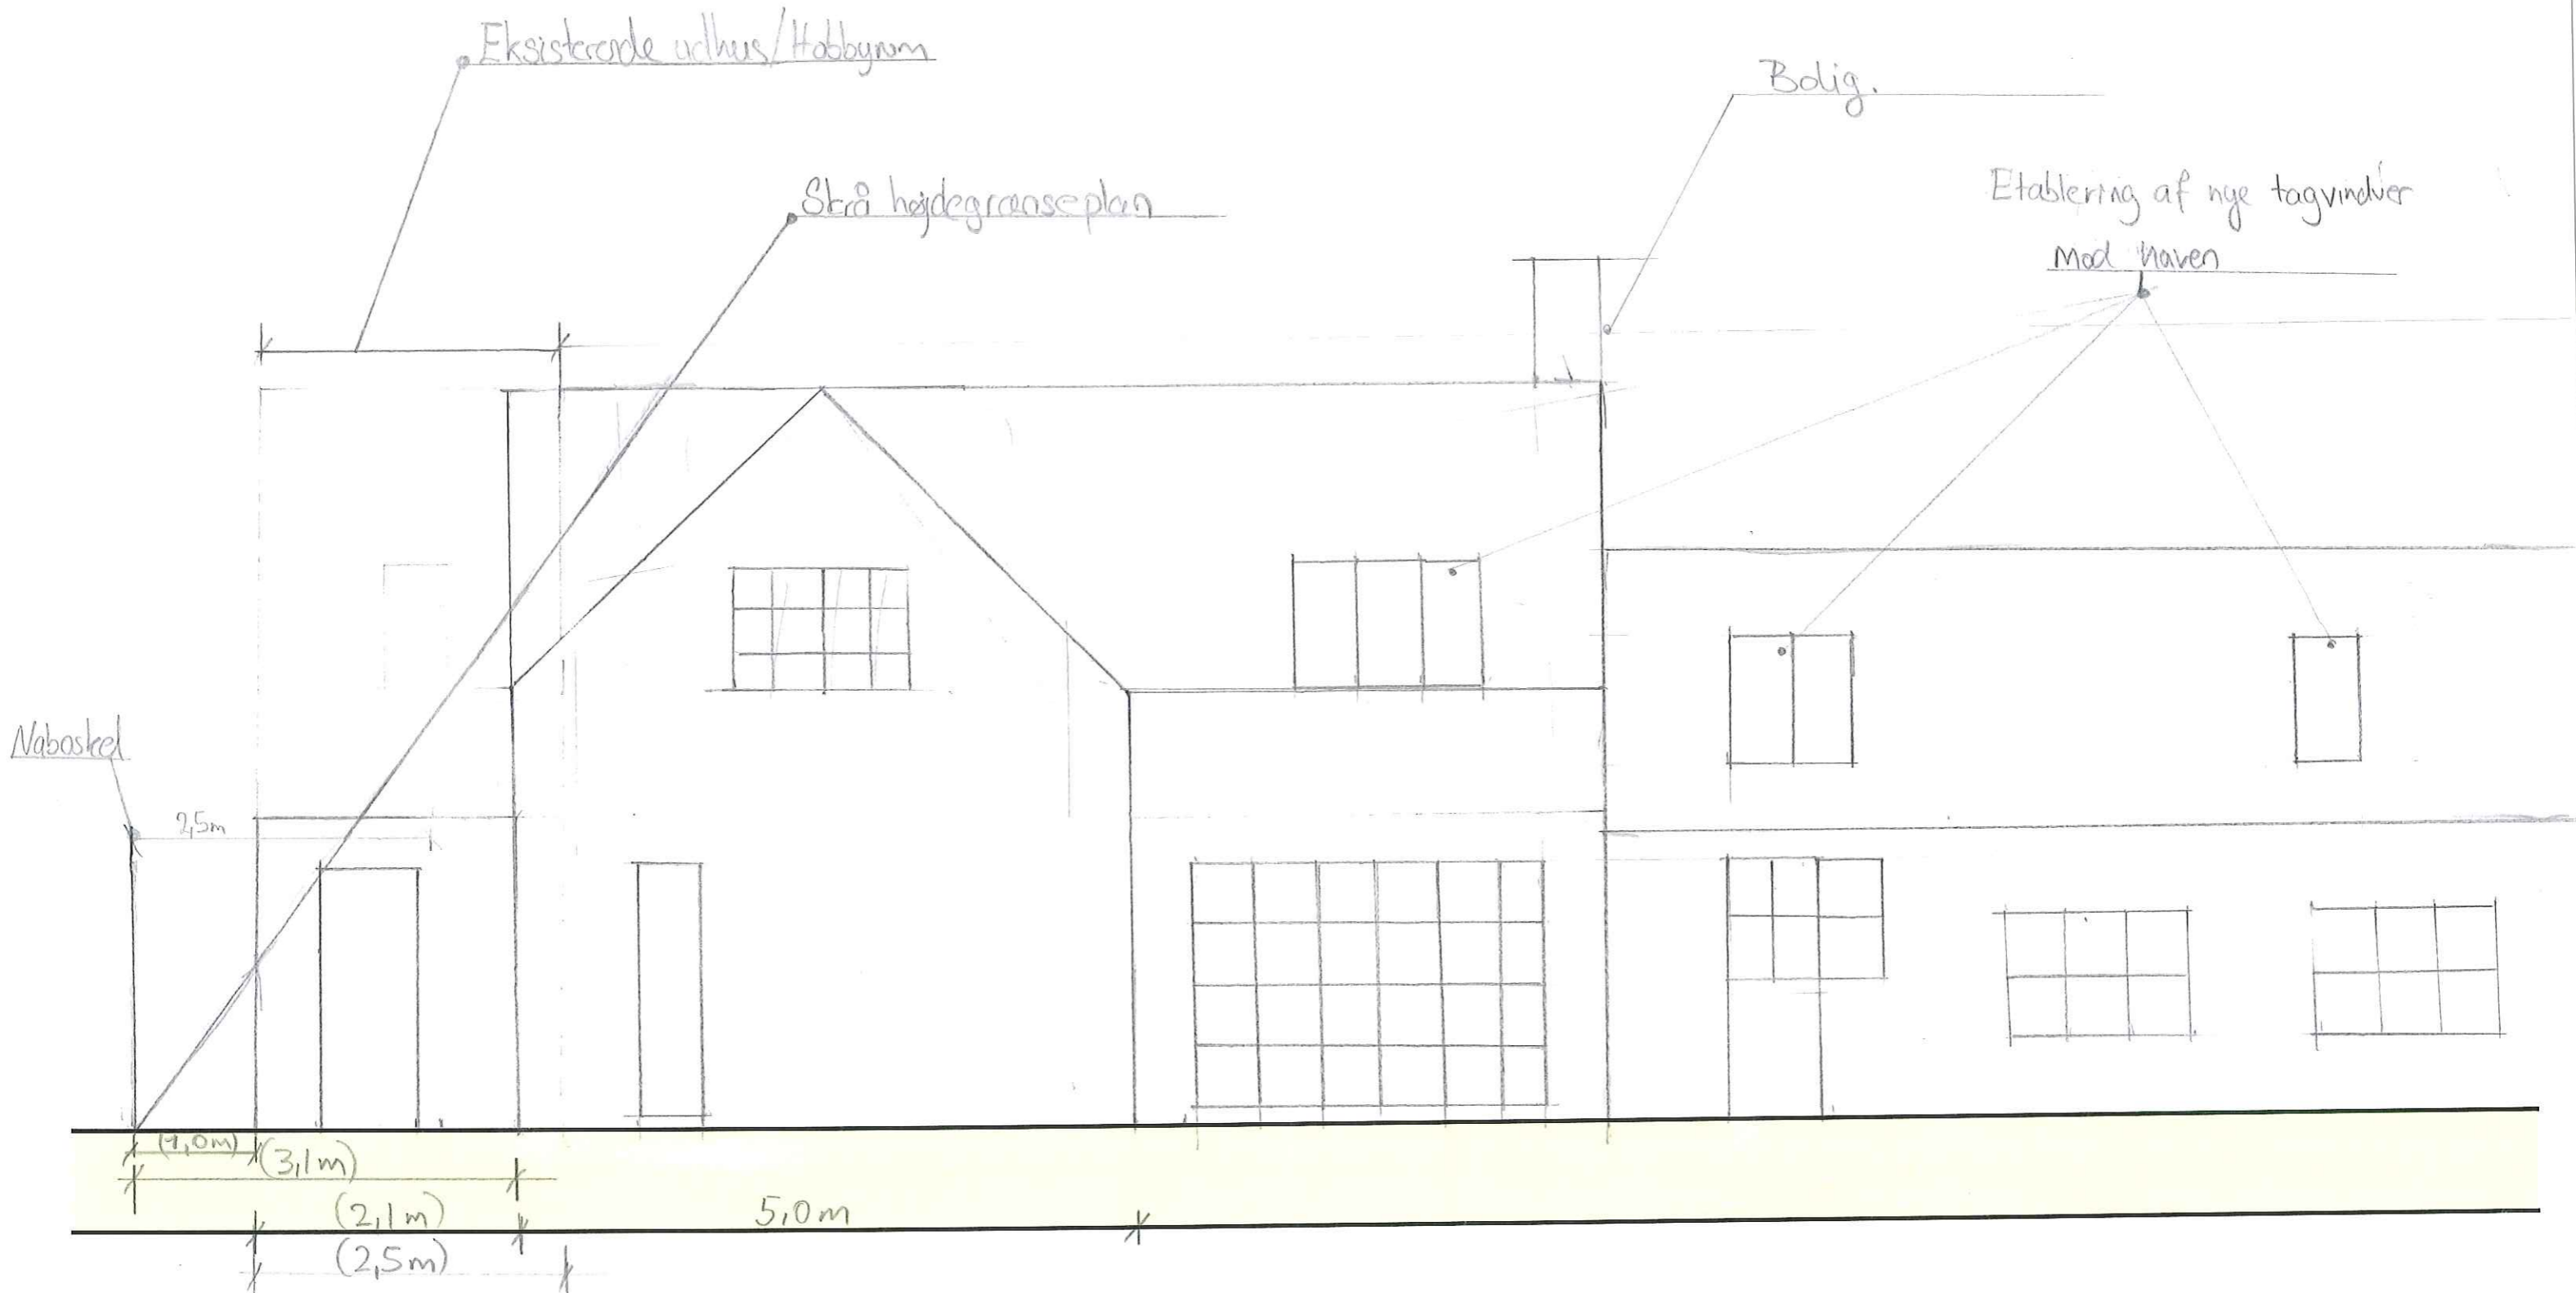 Eksisterende udhus/Hobbyrum
Bolig.
Skrå højdegrænseplan
Etablering af nye tagvinduer
mod haven
Naboskel
2,5m
(1,0m)
(3,1m)
(2,1m)
5,0m
(2,5m)